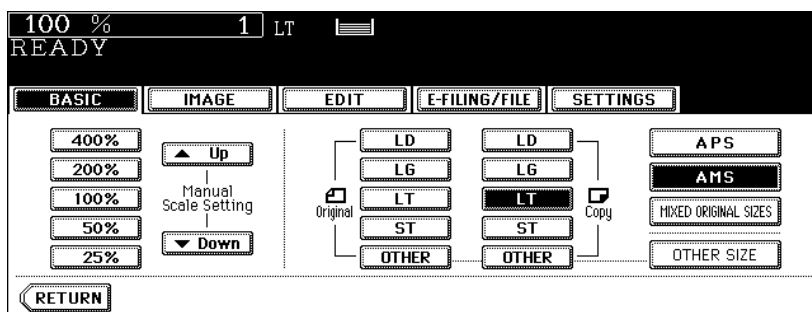 100 % 1 LT
READY
BASIC IMAGE EDIT E-FILING/FILE SETTINGS
400%
200%
100%
50%
25%
Up
Manual
Scale Setting
Down
Original
LD
LG
LT
ST
OTHER
LD
LG
LT
ST
OTHER
Copy
APS
AMS
MIXED ORIGINAL SIZES
OTHER SIZE
RETURN